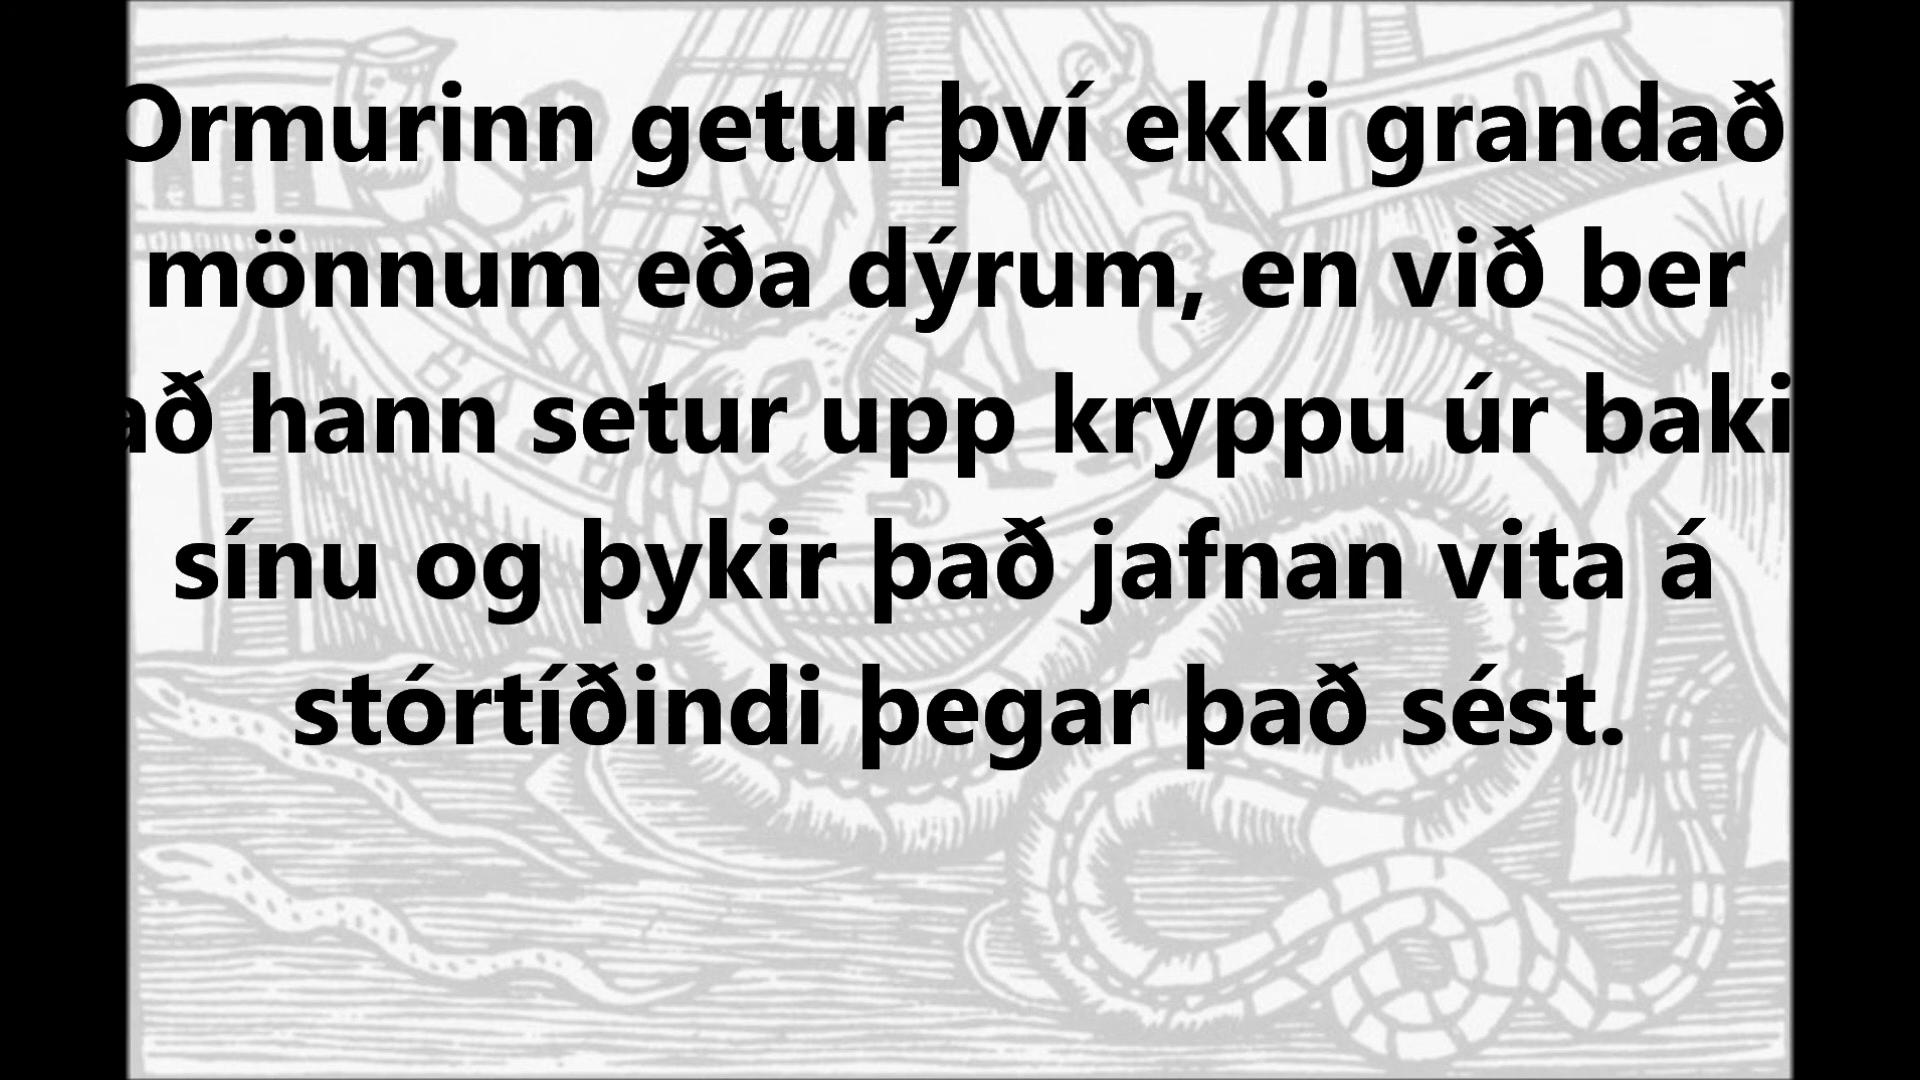 Ormurinn getur því ekki grandað
mönnum eða dýrum, en við ber
að hann setur upp kryppu úr baki
sínu og þykir það jafnan vita á
stórtíðindi þegar það sést.